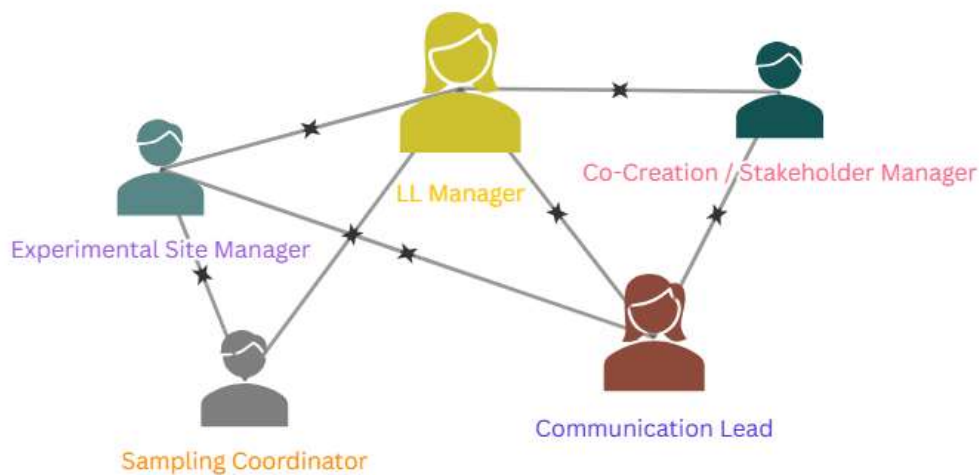 LL Manager
Co-Creation / Stakeholder Manager
Experimental Site Manager
Communication Lead
Sampling Coordinator